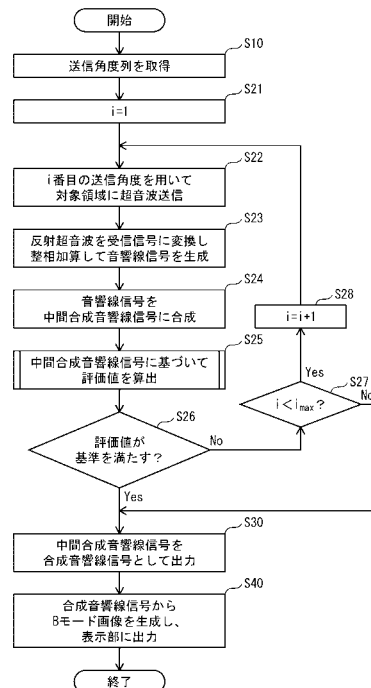 開始
S10
送信角度列を取得
S21
i=1
S22
i番目の送信角度を用いて
対象領域に超音波送信
S23
反射超音波を受信信号に変換し
整相加算して音響線信号を生成
S24
音響線信号を
中間合成音響線信号に合成
S28
i=i+1
S25
中間合成音響線信号に基づいて
評価値を算出
Yes
S27
i<imax?
No
S26
評価値が
基準を満たす?
No
Yes
S30
中間合成音響線信号を
合成音響線信号として出力
S40
合成音響線信号から
Bモード画像を生成し、
表示部に出力
終了